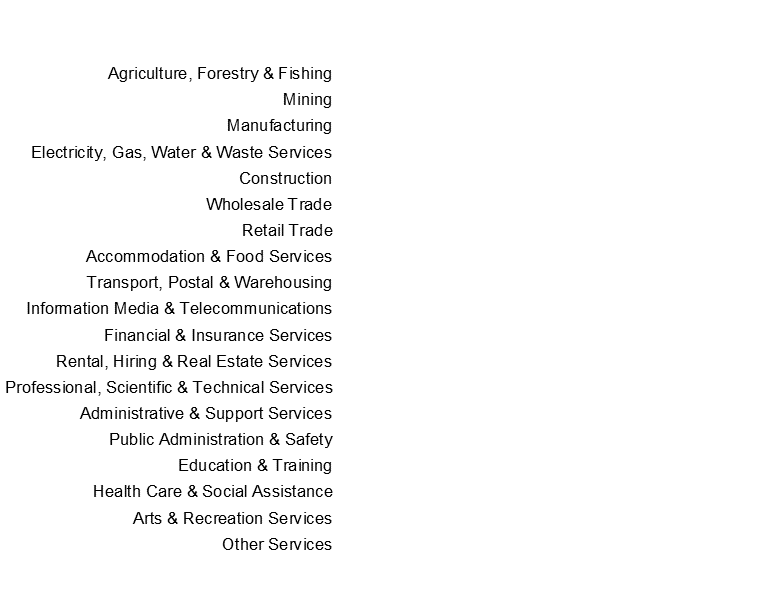 Agriculture, Forestry & Fishing
Mining
Manufacturing
Electricity, Gas, Water & Waste Services
Construction
Wholesale Trade
Retail Trade
Accommodation & Food Services
Transport, Postal & Warehousing
Information Media & Telecommunications
Financial & Insurance Services
Rental, Hiring & Real Estate Services
Professional, Scientific & Technical Services
Administrative & Support Services
Public Administration & Safety
Education & Training
Health Care & Social Assistance
Arts & Recreation Services
Other Services